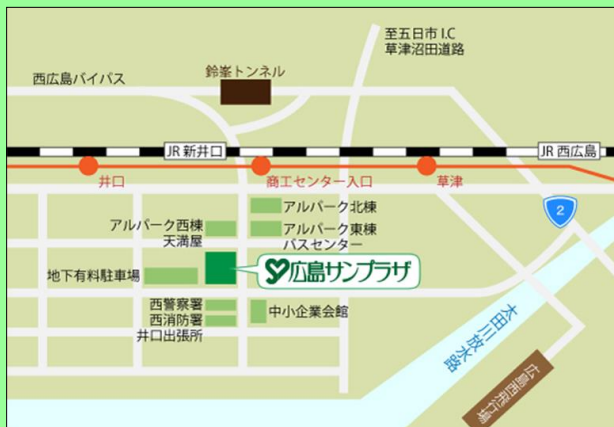 至五日市 I.C
草津沼田道路
西広島バイパス
鈴峯トンネル
JR 新井口
JR 西広島
井口
商工センター入口
草津
アルパーク北棟
2
アルパーク西棟
天満屋
アルパーク東棟
バスセンター
地下有料駐車場
広島サンプラザ
西警察署
西消防署
井口出張所
中小企業会館
太田川放水路
広島西飛行場